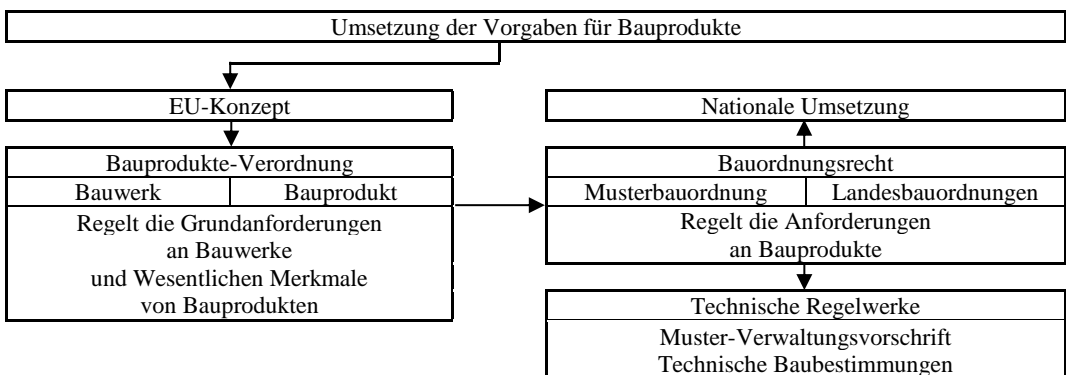 Umsetzung der Vorgaben für Bauprodukte
EU-Konzept
Bauprodukte-Verordnung
Bauwerk
Bauprodukt
Regelt die Grundanforderungen
an Bauwerke
und Wesentlichen Merkmale
von Bauprodukten
Nationale Umsetzung
Bauordnungsrecht
Musterbauordnung
Landesbauordnungen
Regelt die Anforderungen
an Bauprodukte
Technische Regelwerke
Muster-Verwaltungsvorschrift
Technische Baubestimmungen